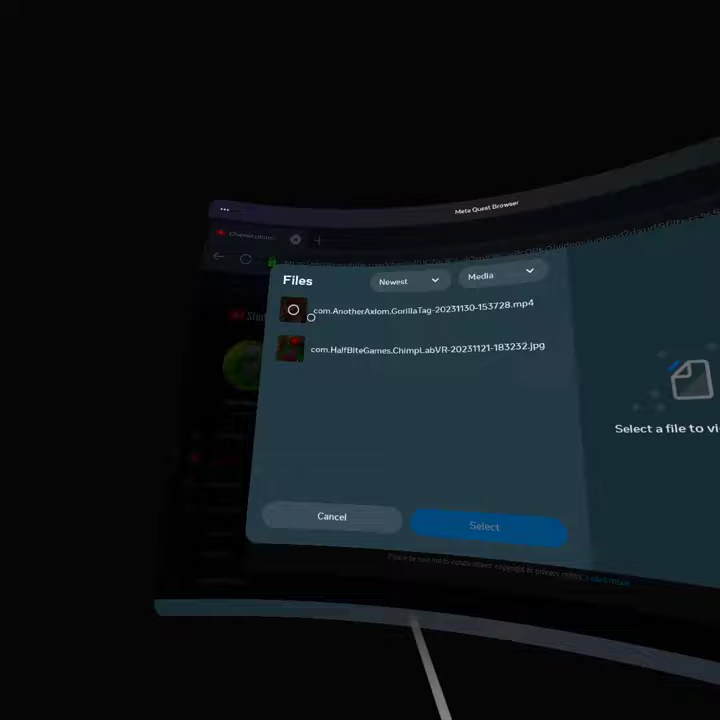 Meta Quest Browser
Files
Newest
Media
com.AnotherAxiom.GorillaTag-20231130-153728.mp4
com.HalfBiteGames.ChimpLabVR-20231121-183232.jpg
Select a file to vi
Cancel
Select